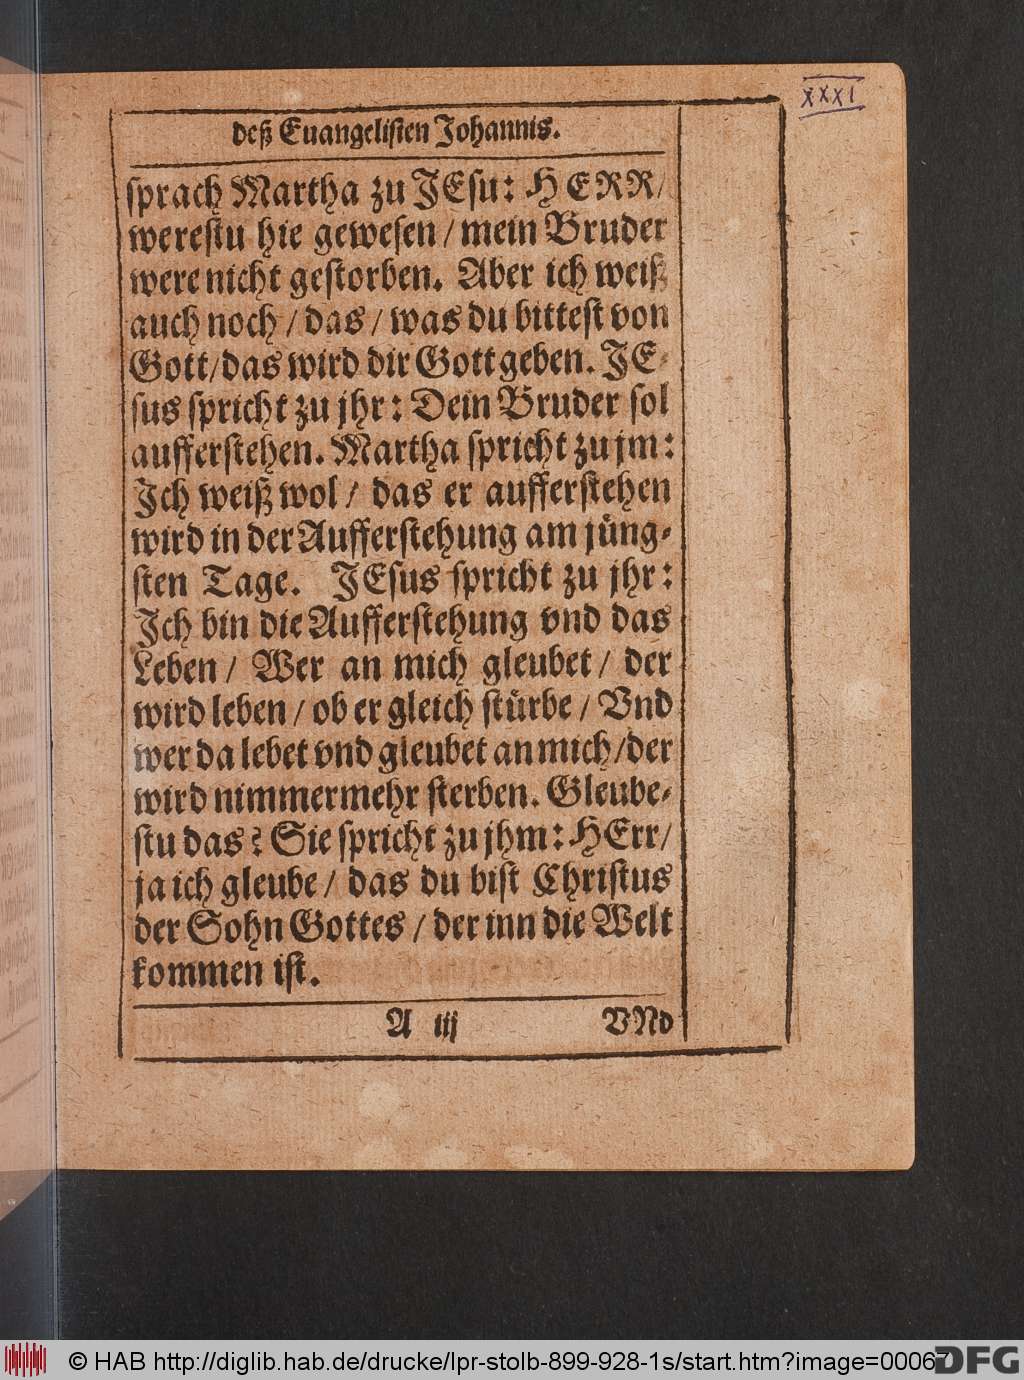 XXXI
deß Euangelisten Johannis.
sprach Martha zu JEsu: HERR/
werestu hie gewesen / mein Bruder
were nicht gestorben. Aber ich weiß
auch noch / das / was du bittest von
Gott/das wird dir Gott geben. JE-
sus spricht zu jhr: Dein Bruder sol
aufferstehen. Martha spricht zu jm:
Ich weiß wol / das er aufferstehen
wird in der Aufferstehung am jüng-
sten Tage. JEsus spricht zu jhr:
Ich bin die Aufferstehung vnd das
Leben / Wer an mich gleubet / der
wird leben / ob er gleich stürbe / Vnd
wer da lebet vnd gleubet an mich/der
wird nimmermehr sterben. Gleube-
stu das? Sie spricht zu jhm: HErr/
ja ich gleube / das du bist Christus
der Sohn Gottes / der inn die Welt
kommen ist.
A iij VNd
© HAB http://diglib.hab.de/drucke/lpr-stolb-899-928-1s/start.htm?image=00067
DFG